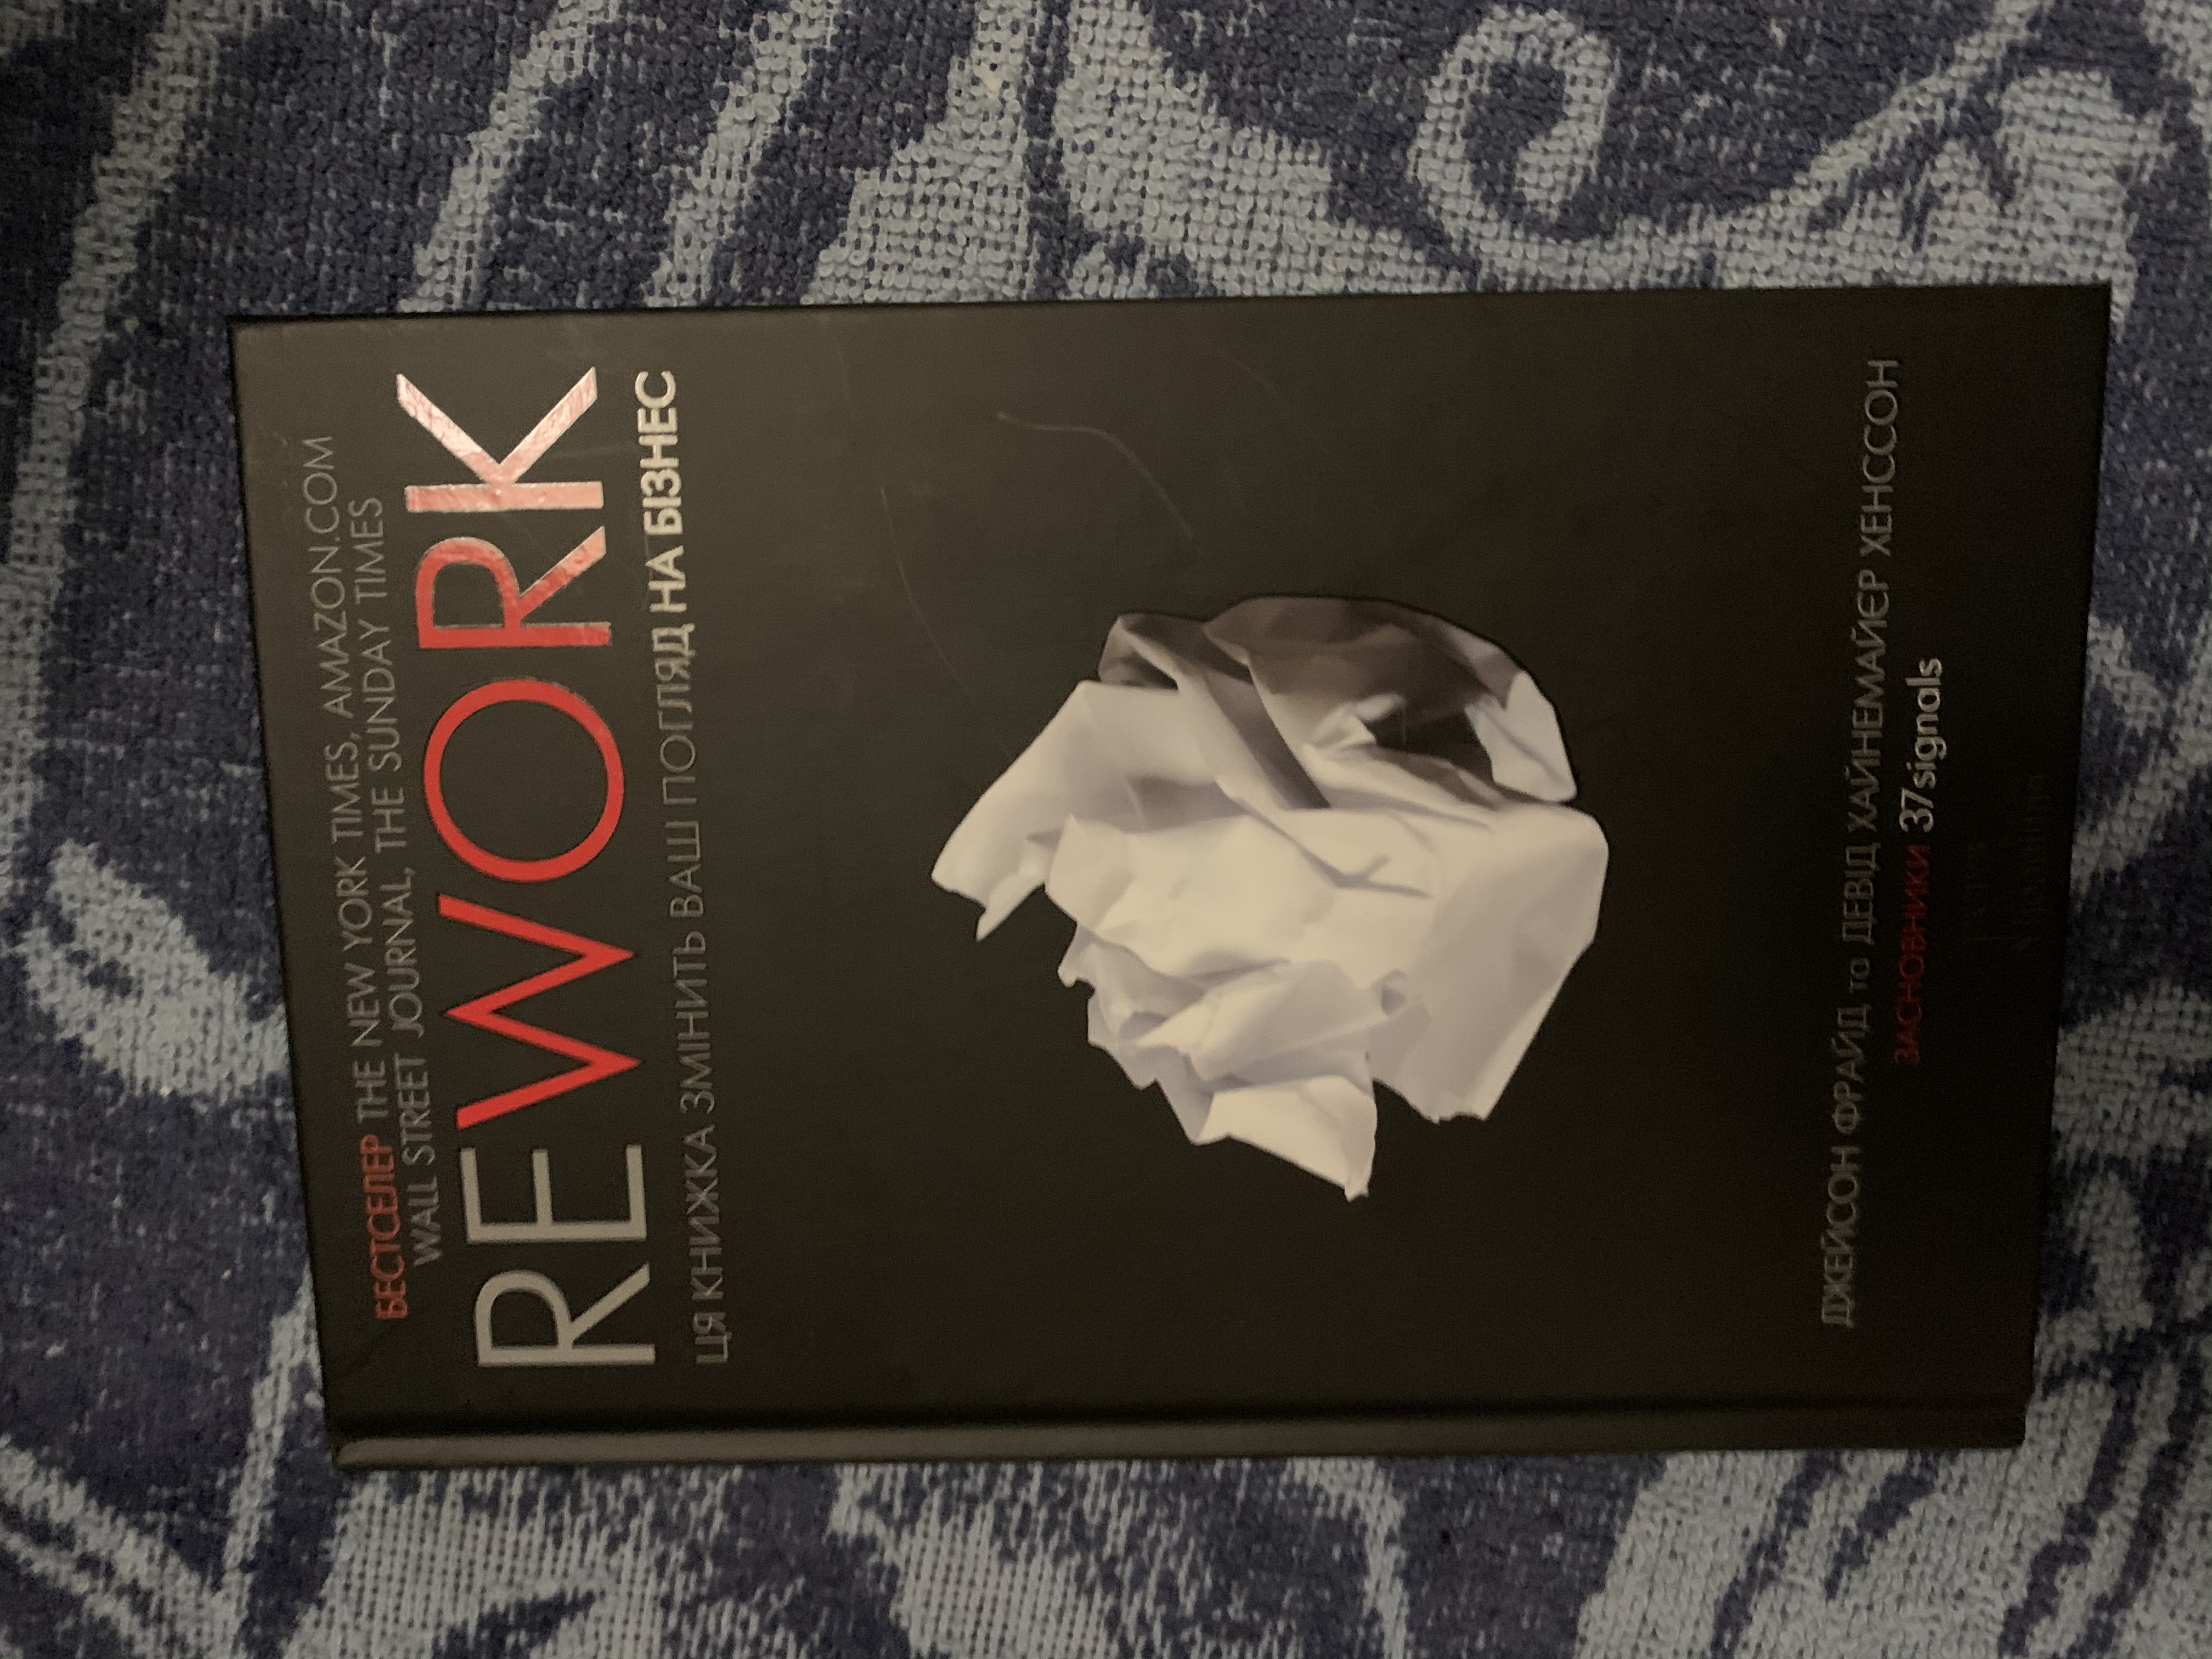 БЕСТСЕЛЕР THE NEW YORK TIMES, AMAZON.COM
WALL STREET JOURNAL, THE SUNDAY TIMES
REWORK
ЦЯ КНИЖКА ЗМІНИТЬ ВАШ ПОГЛЯД НА БІЗНЕС
ДЖЕЙСОН ФРАЙД та ДЕВІД ХАЙНЕМАЙЄР ХЕНССОН
ЗАСНОВНИКИ 37signals